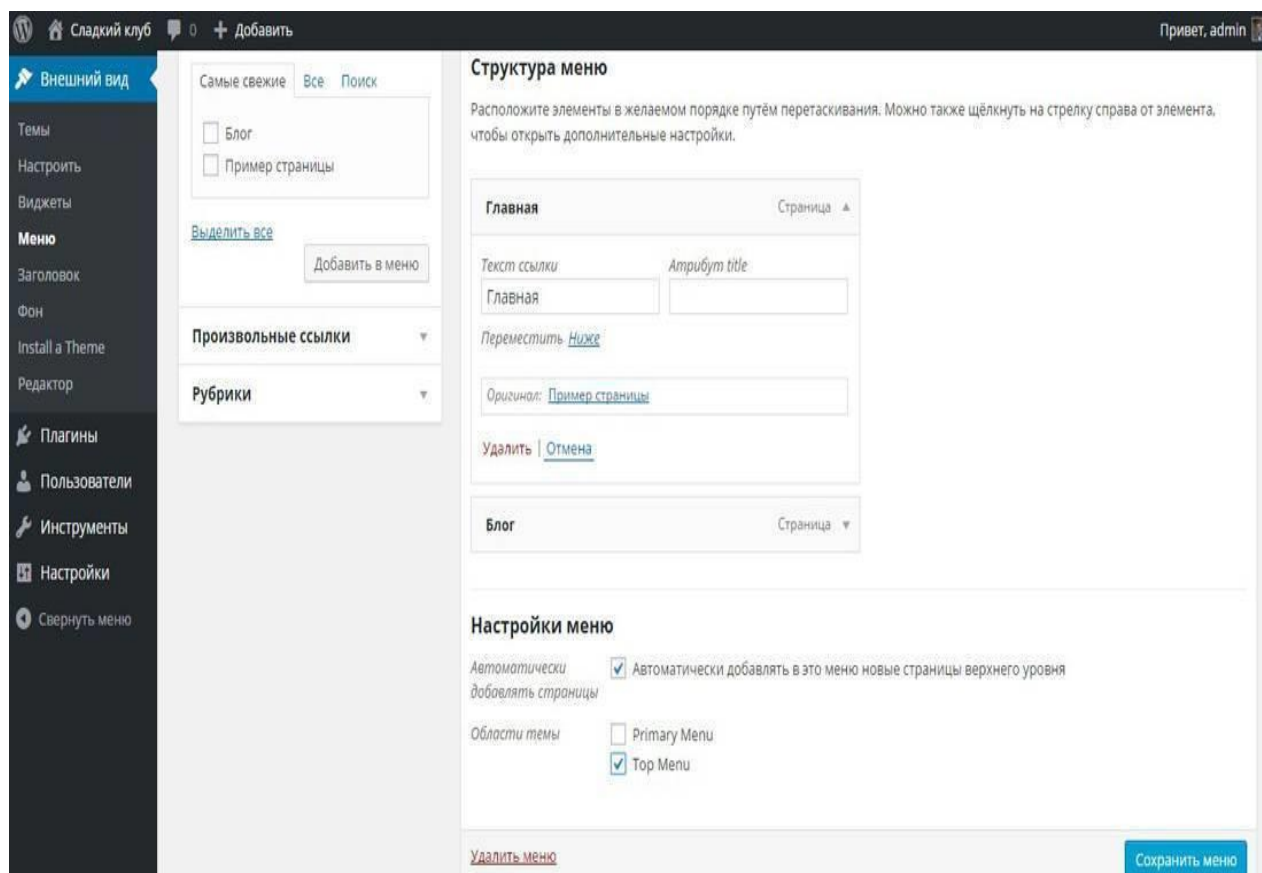 Сладкий клуб 0 Добавить Привет, admin
Внешний вид
Темы
Настроить
Виджеты
Меню
Заголовок
Фон
Install a Theme
Редактор
Плагины
Пользователи
Инструменты
Настройки
Свернуть меню
Самые свежие Все Поиск
Блог
Пример страницы
Выделить все
Добавить в меню
Произвольные ссылки
Рубрики
Структура меню
Расположите элементы в желаемом порядке путём перетаскивания. Можно также щёлкнуть на стрелку справа от элемента,
чтобы открыть дополнительные настройки.
Главная Страница
Текст ссылки Атрибут title
Главная
Переместить Ниже
Оригинал: Пример страницы
Удалить | Отмена
Блог Страница
Настройки меню
Автоматически
добавлять страницы
Автоматически добавлять в это меню новые страницы верхнего уровня
Области темы
Primary Menu
Top Menu
Удалить меню
Сохранить меню